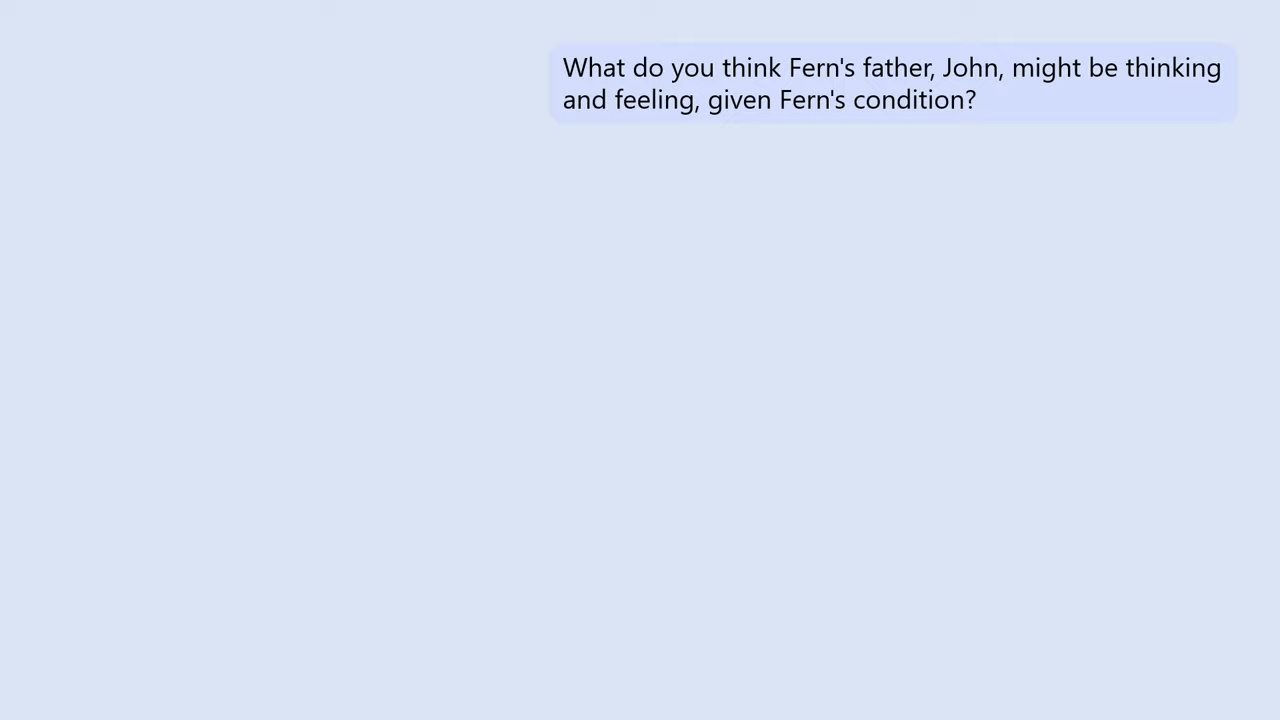 What do you think Fern's father, John, might be thinking
and feeling, given Fern's condition?